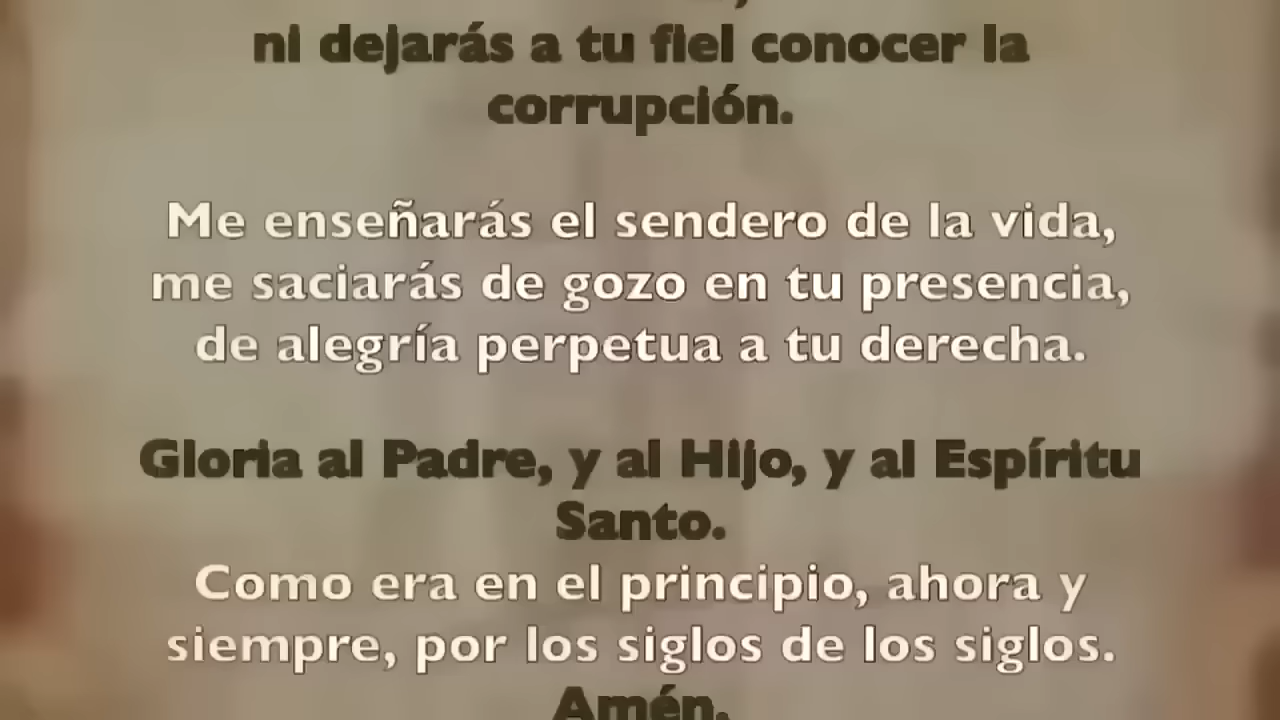 ni dejarás a tu fiel conocer la
corrupción.
Me enseñarás el sendero de la vida,
me saciarás de gozo en tu presencia,
de alegría perpetua a tu derecha.
Gloria al Padre, y al Hijo, y al Espíritu
Santo.
Como era en el principio, ahora y
siempre, por los siglos de los siglos.
Amén.